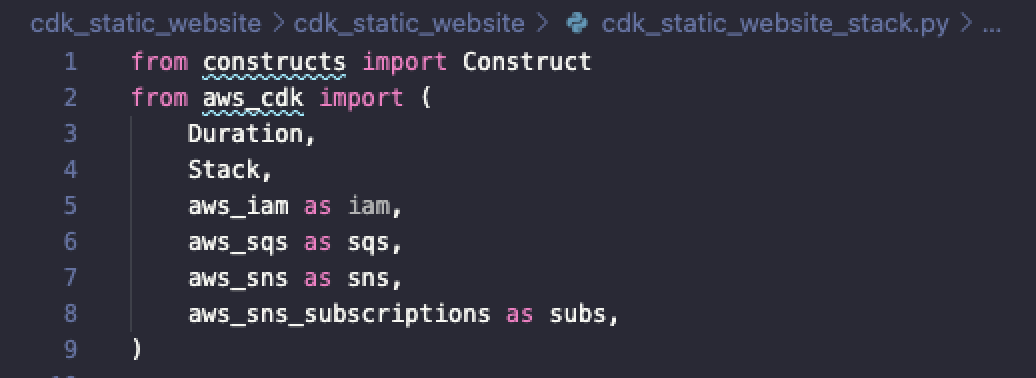 cdk_static_website > cdk_static_website > cdk_static_website_stack.py > ...
1 from constructs import Construct
2 from aws_cdk import (
3 Duration,
4 Stack,
5 aws_iam as iam,
6 aws_sqs as sqs,
7 aws_sns as sns,
8 aws_sns_subscriptions as subs,
9 )